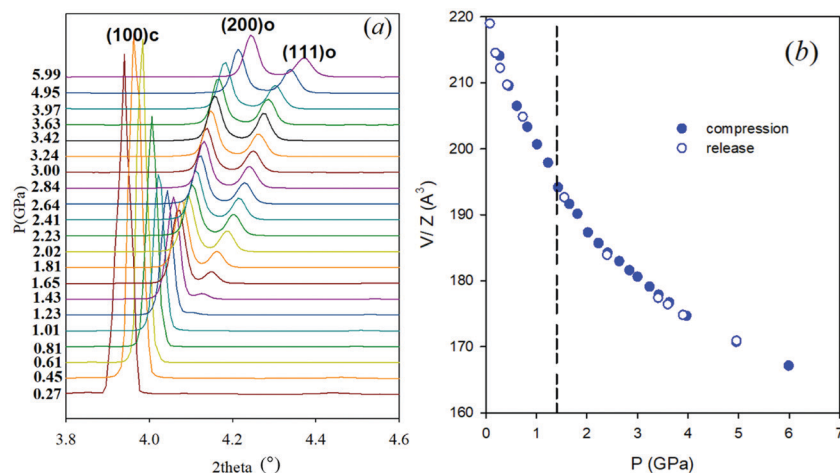 (100)c
(200)o
(111)o
(a)
P(GPa)
5.99
4.95
3.97
3.63
3.42
3.24
3.00
2.84
2.64
2.41
2.23
2.02
1.81
1.65
1.43
1.23
1.01
0.81
0.61
0.45
0.27
3.8 4.0 4.2 4.4 4.6
2theta (°)
(b)
V/ Z (A³)
220
210
200
190
180
170
160
compression
release
0 1 2 3 4 5 6 7
P (GPa)